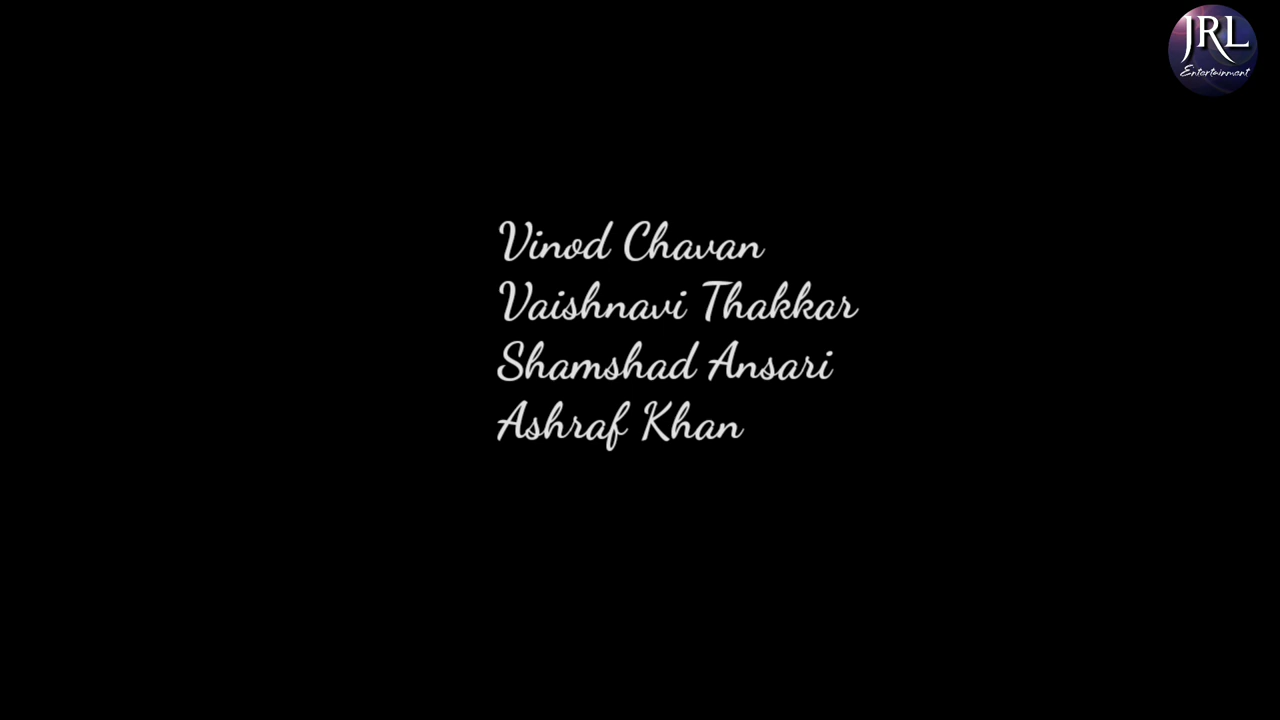 JRL
Entertainment
Vinod Chavan
Vaishnavi Thakkar
Shamshad Ansari
Ashraf Khan